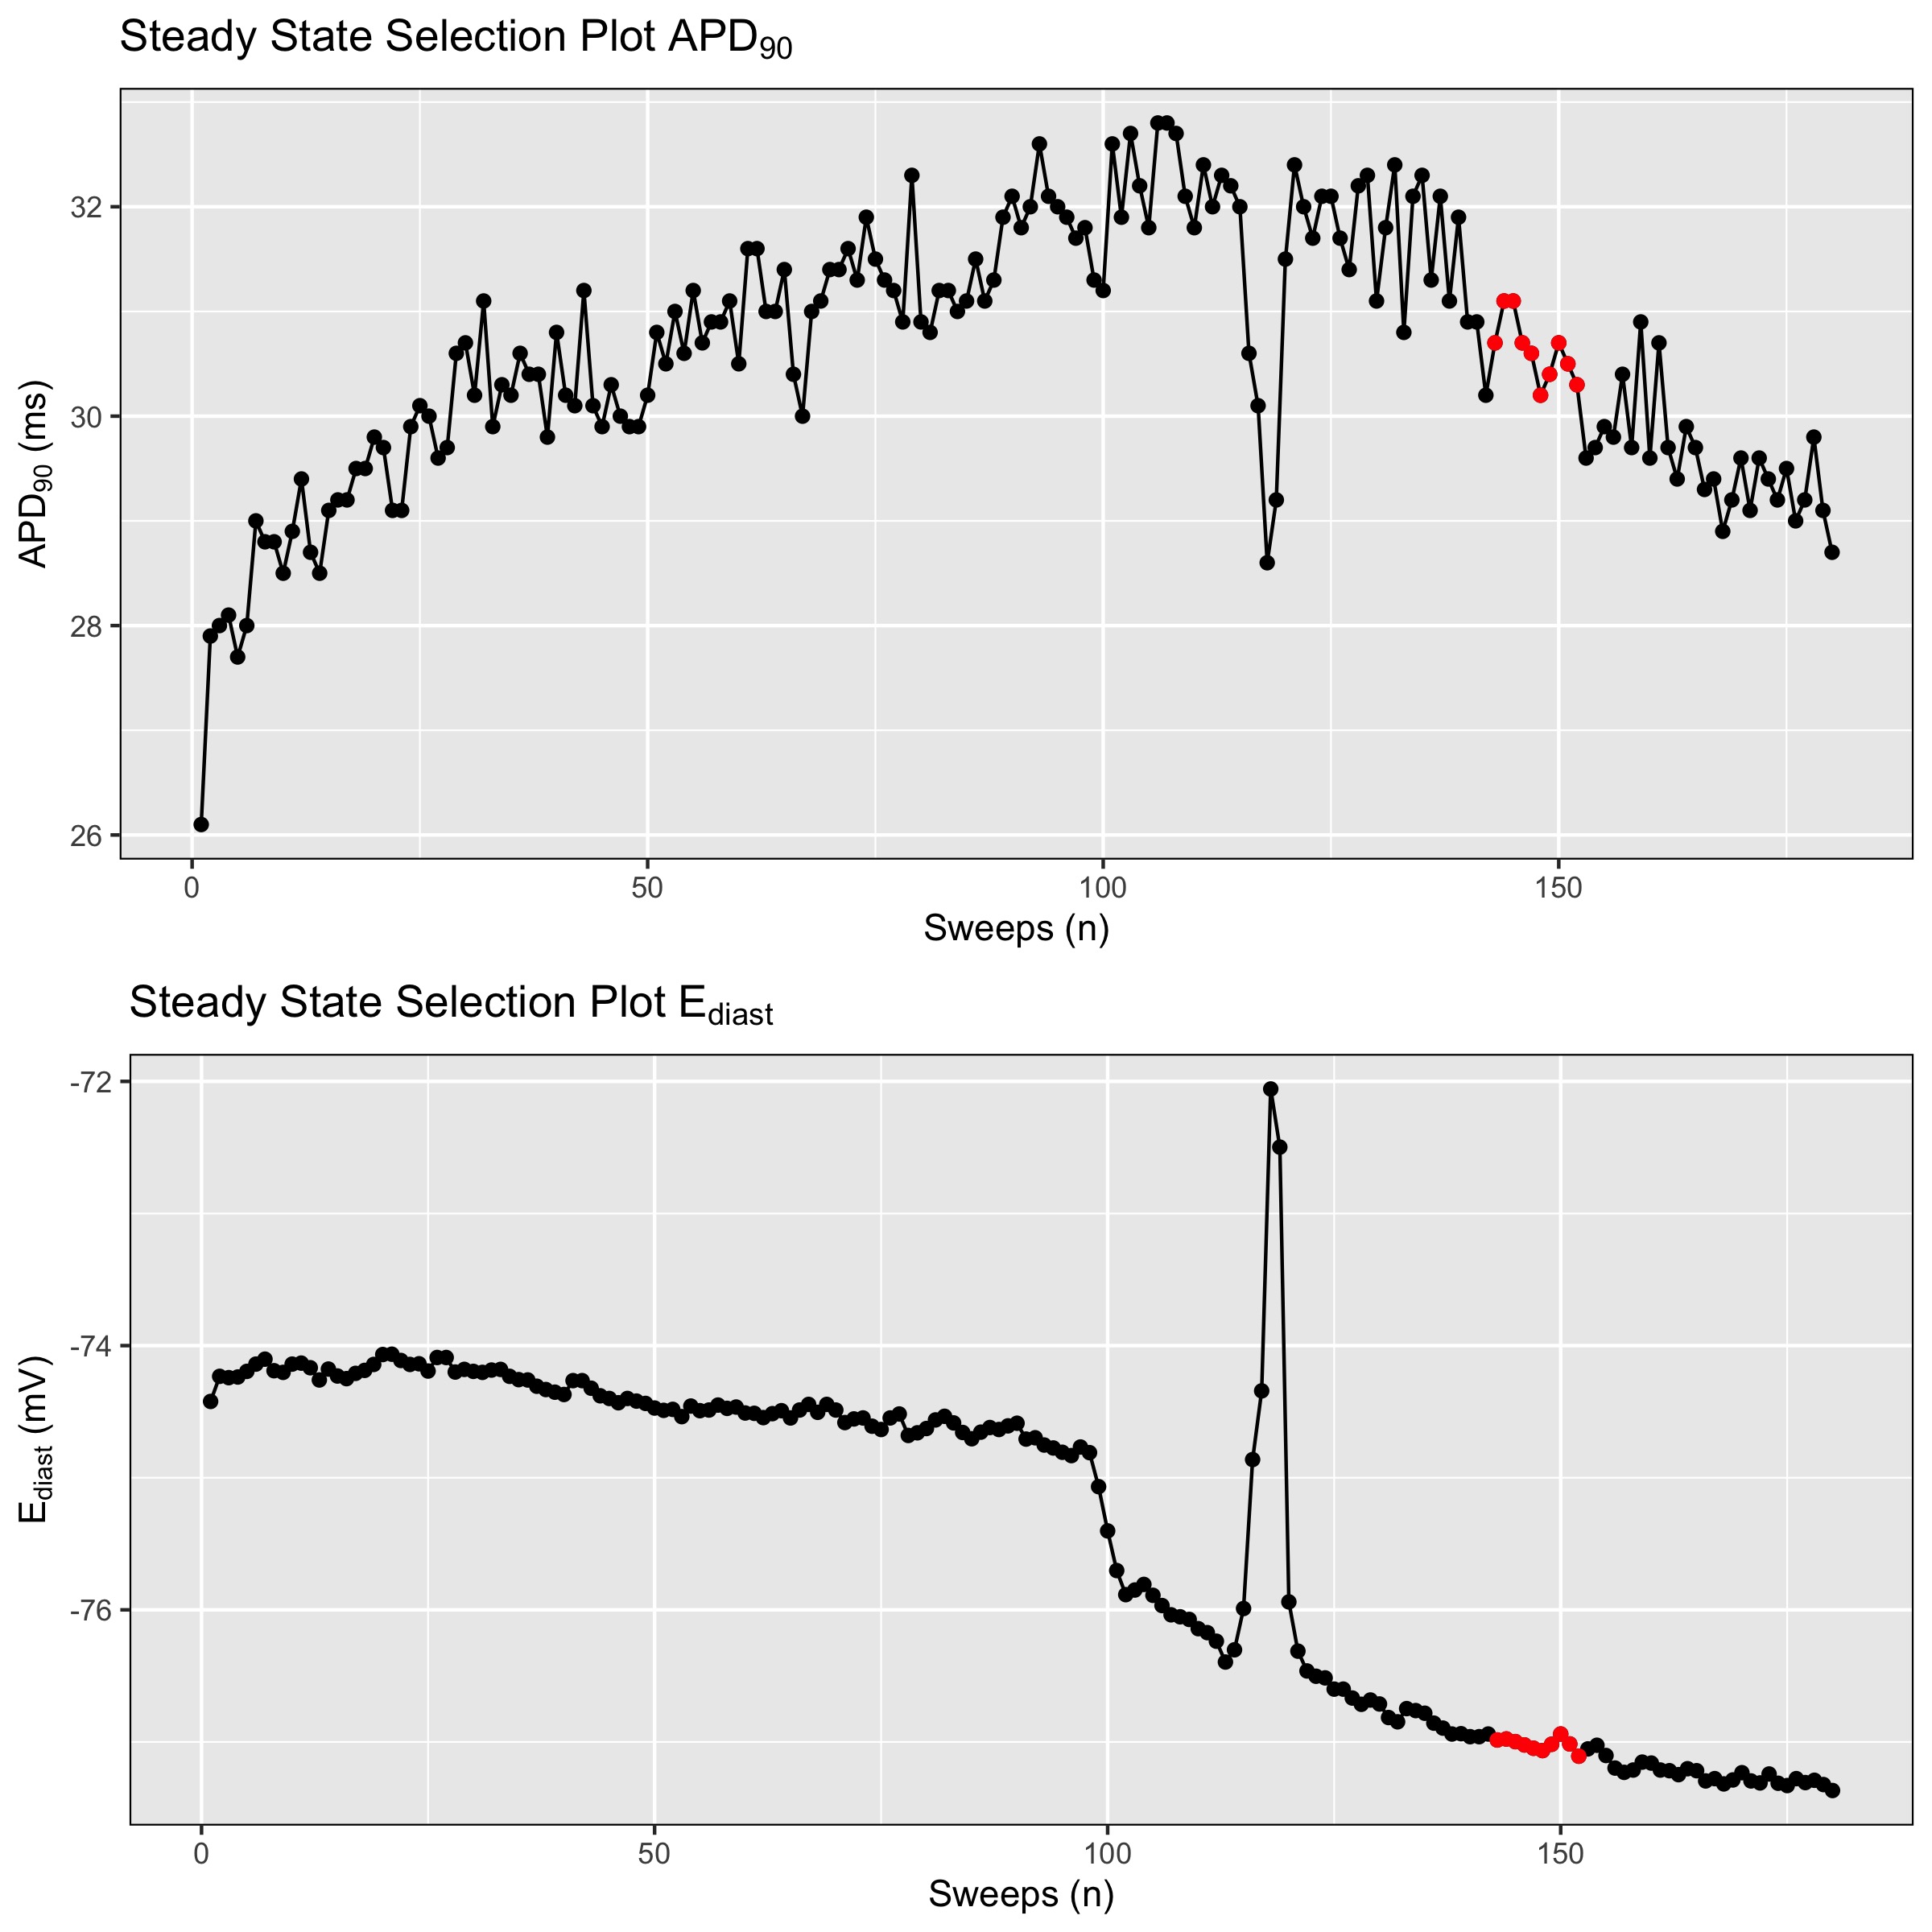 Steady State Selection Plot APD90
32
30
28
26
APD90 (ms)
0 50 100 150
Sweeps (n)
Steady State Selection Plot Ediast
-72
-74
-76
Ediast (mV)
0 50 100 150
Sweeps (n)